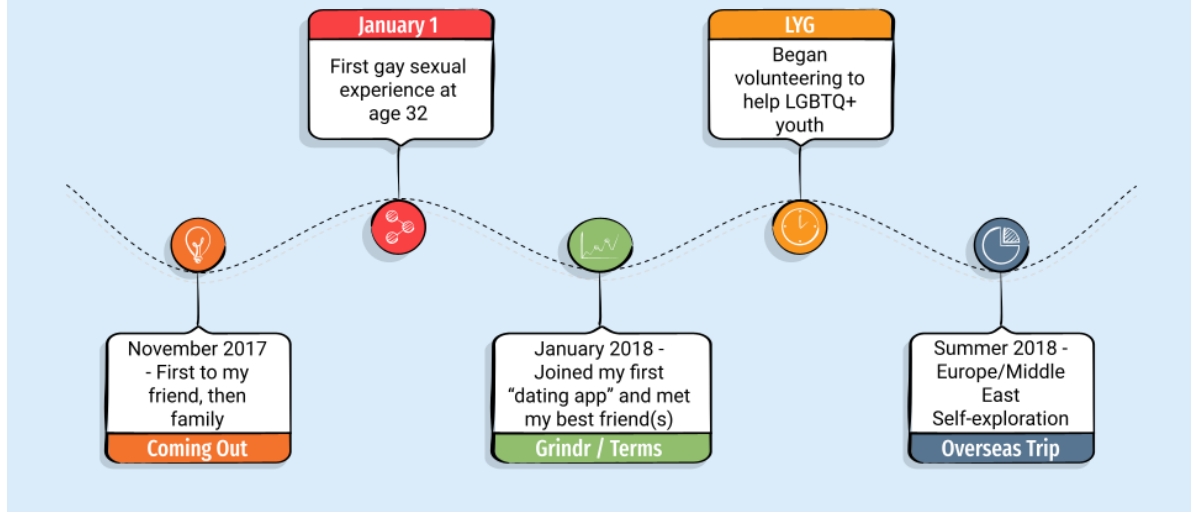 January 1
First gay sexual
experience at
age 32
LYG
Began
volunteering to
help LGBTQ+
youth
November 2017
- First to my
friend, then
family
Coming Out
January 2018 -
Joined my first
“dating app” and met
my best friend(s)
Grindr / Terms
Summer 2018 -
Europe/Middle
East
Self-exploration
Overseas Trip